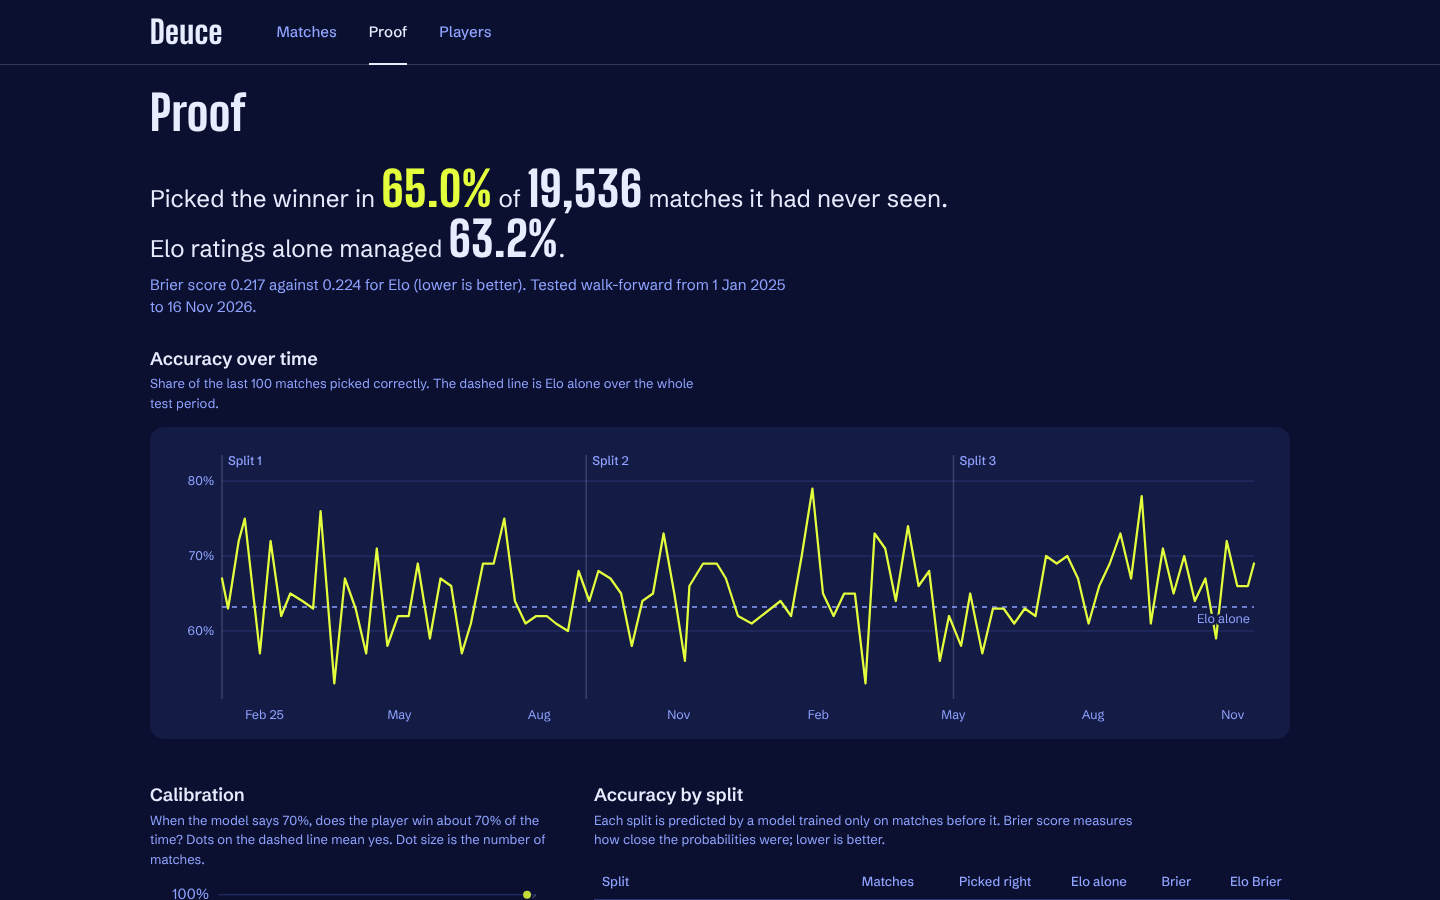 Deuce
Matches
Proof
Players
Proof
Picked the winner in 65.0% of 19,536 matches it had never seen.
Elo ratings alone managed 63.2%.
Brier score 0.217 against 0.224 for Elo (lower is better). Tested walk-forward from 1 Jan 2025
to 16 Nov 2026.
Accuracy over time
Share of the last 100 matches picked correctly. The dashed line is Elo alone over the whole
test period.
Split 1
Split 2
Split 3
80%
70%
60%
Elo alone
Feb 25
May
Aug
Nov
Feb
May
Aug
Nov
Calibration
When the model says 70%, does the player win about 70% of the
time? Dots on the dashed line mean yes. Dot size is the number of
matches.
100%
Accuracy by split
Each split is predicted by a model trained only on matches before it. Brier score measures
how close the probabilities were; lower is better.
Split
Matches
Picked right
Elo alone
Brier
Elo Brier